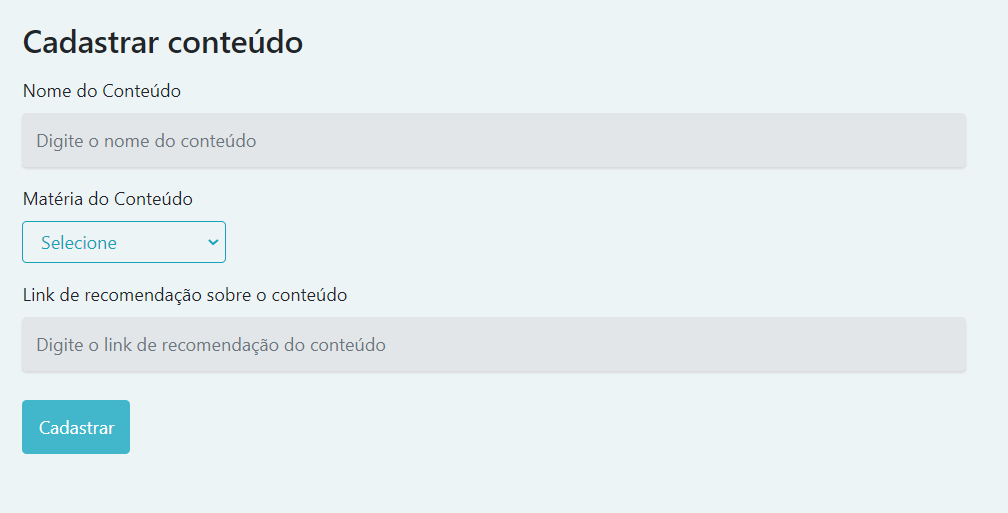 Cadastrar conteúdo
Nome do Conteúdo
Digite o nome do conteúdo
Matéria do Conteúdo
Selecione
Link de recomendação sobre o conteúdo
Digite o link de recomendação do conteúdo
Cadastrar